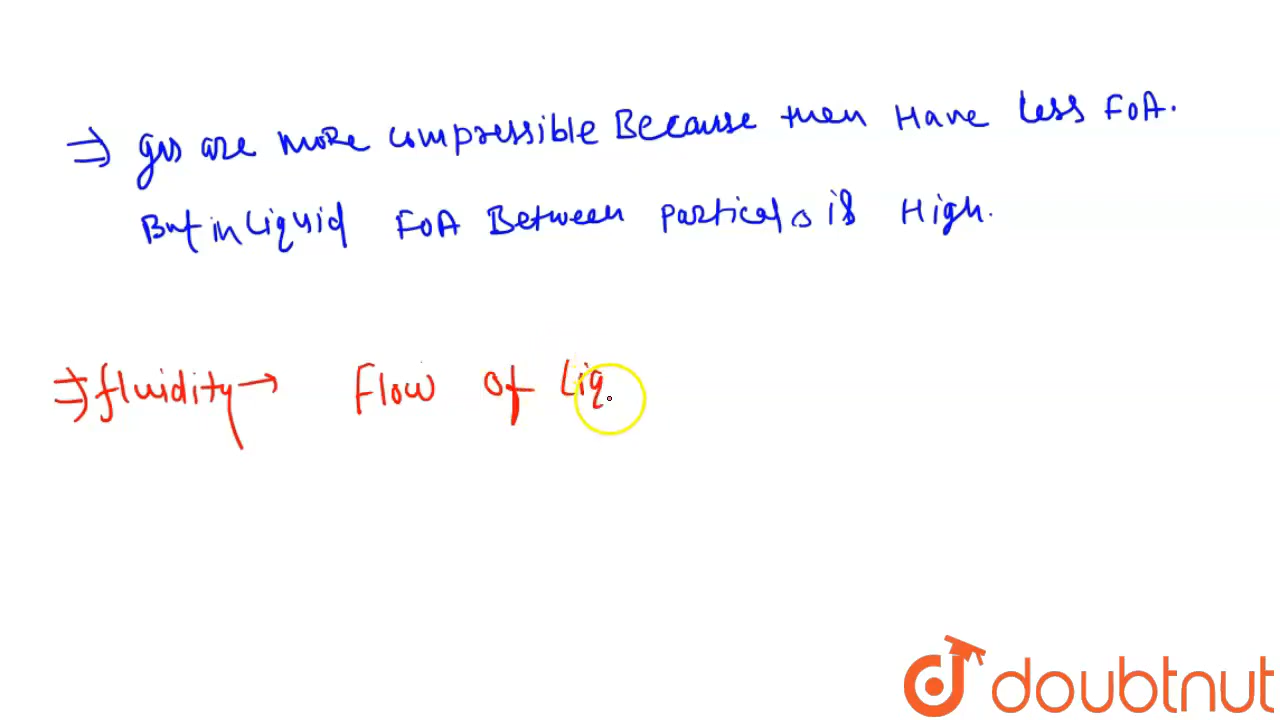 ⇒ gas are more compressible Because then Have less FOA.
But in Liquid FOA Between particals is High.
⇒ fluidity → Flow of Liq
doubtnut